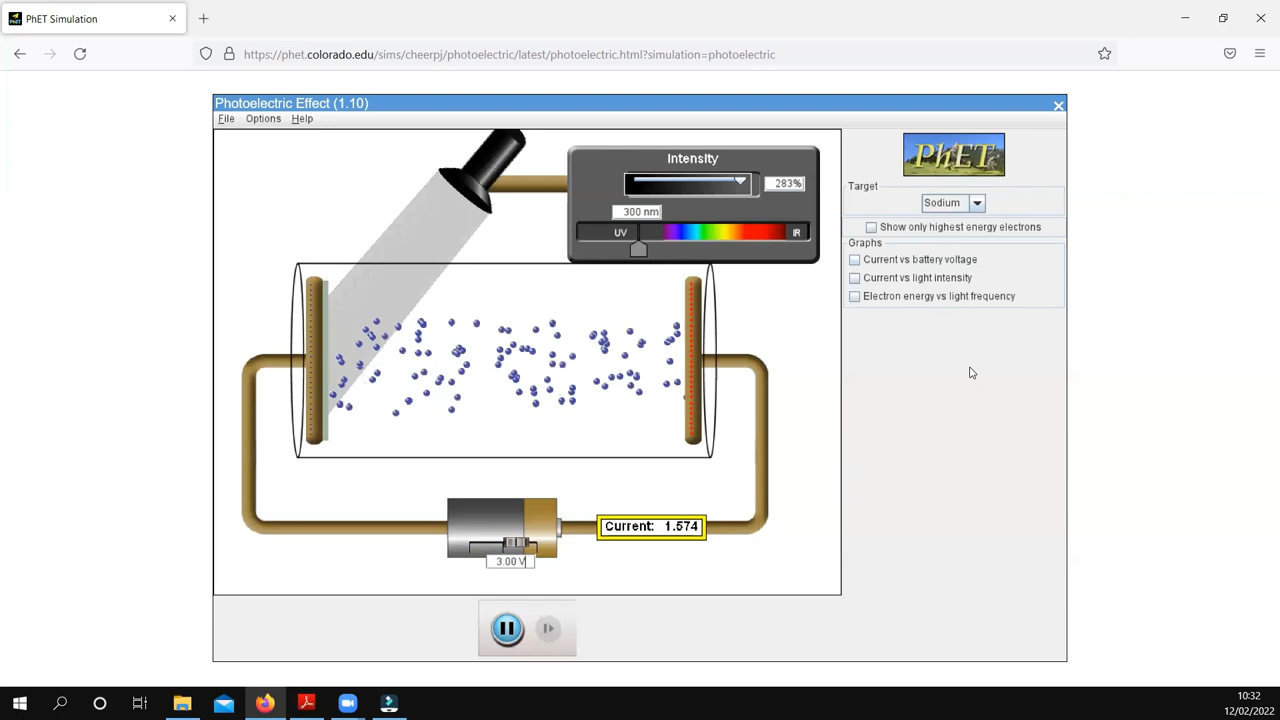 PhET Simulation
https://phet.colorado.edu/sims/cheerpj/photoelectric/latest/photoelectric.html?simulation=photoelectric
Photoelectric Effect (1.10)
File Options Help
Intensity
283%
300 nm
UV IR
PhET
Target
Sodium
Show only highest energy electrons
Graphs
Current vs battery voltage
Current vs light intensity
Electron energy vs light frequency
Current: 1.574
3.00 V
10:32
12/02/2022